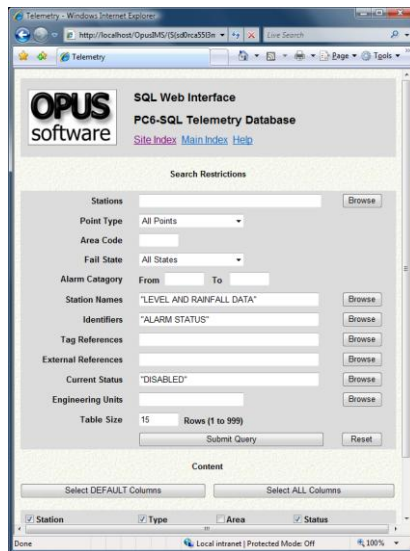 Telemetry - Windows Internet Explorer
http://localhost/OpusIMS/(S(sd0rca55l3n
Live Search
Telemetry
Page
Tools
OPUS
software
SQL Web Interface
PC6-SQL Telemetry Database
Site Index Main Index Help
Search Restrictions
Stations Browse
Point Type All Points
Area Code
Fail State All States
Alarm Catagory From To
Station Names "LEVEL AND RAINFALL DATA" Browse
Identifiers "ALARM STATUS" Browse
Tag References Browse
External References Browse
Current Status "DISABLED" Browse
Engineering Units Browse
Table Size 15 Rows (1 to 999)
Submit Query Reset
Content
Select DEFAULT Columns Select ALL Columns
Station Type Area Status
Done Local intranet | Protected Mode: Off 100%